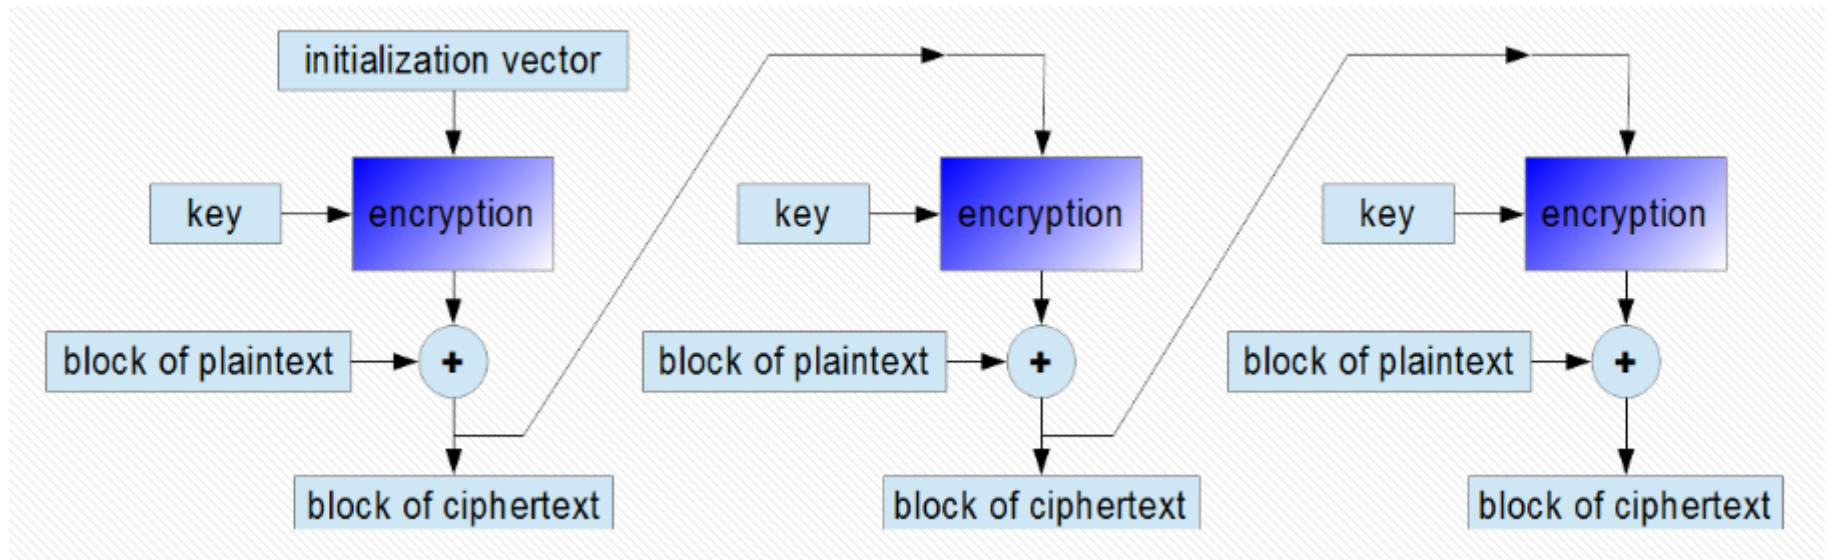 initialization vector
key
encryption
key
encryption
key
encryption
block of plaintext
+
block of plaintext
+
block of plaintext
+
block of ciphertext
block of ciphertext
block of ciphertext